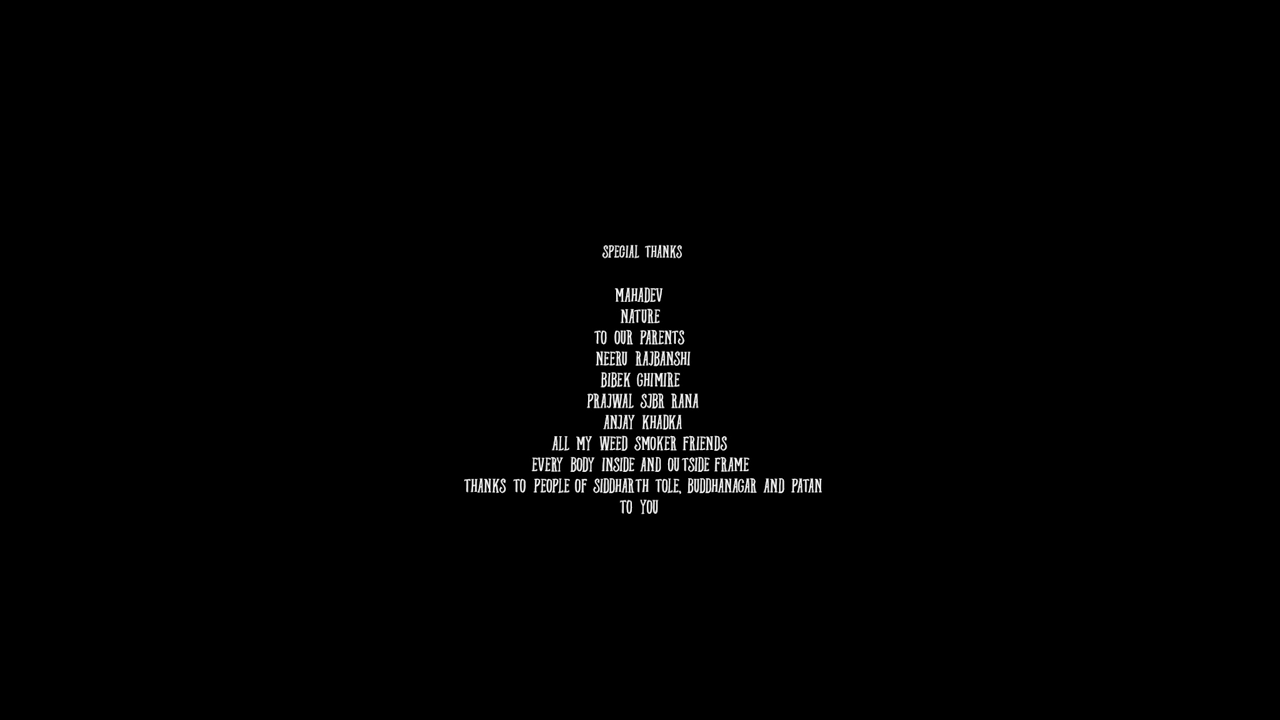 SPECIAL THANKS
MAHADEV
NATURE
TO OUR PARENTS
NEERU RAJBANSHI
BIBEK GHIMIRE
PRAJWAL SJBR RANA
ANJAY KHADKA
ALL MY WEED SMOKER FRIENDS
EVERY BODY INSIDE AND OUTSIDE FRAME
THANKS TO PEOPLE OF SIDDHARTH TOLE, BUDDHANAGAR AND PATAN
TO YOU